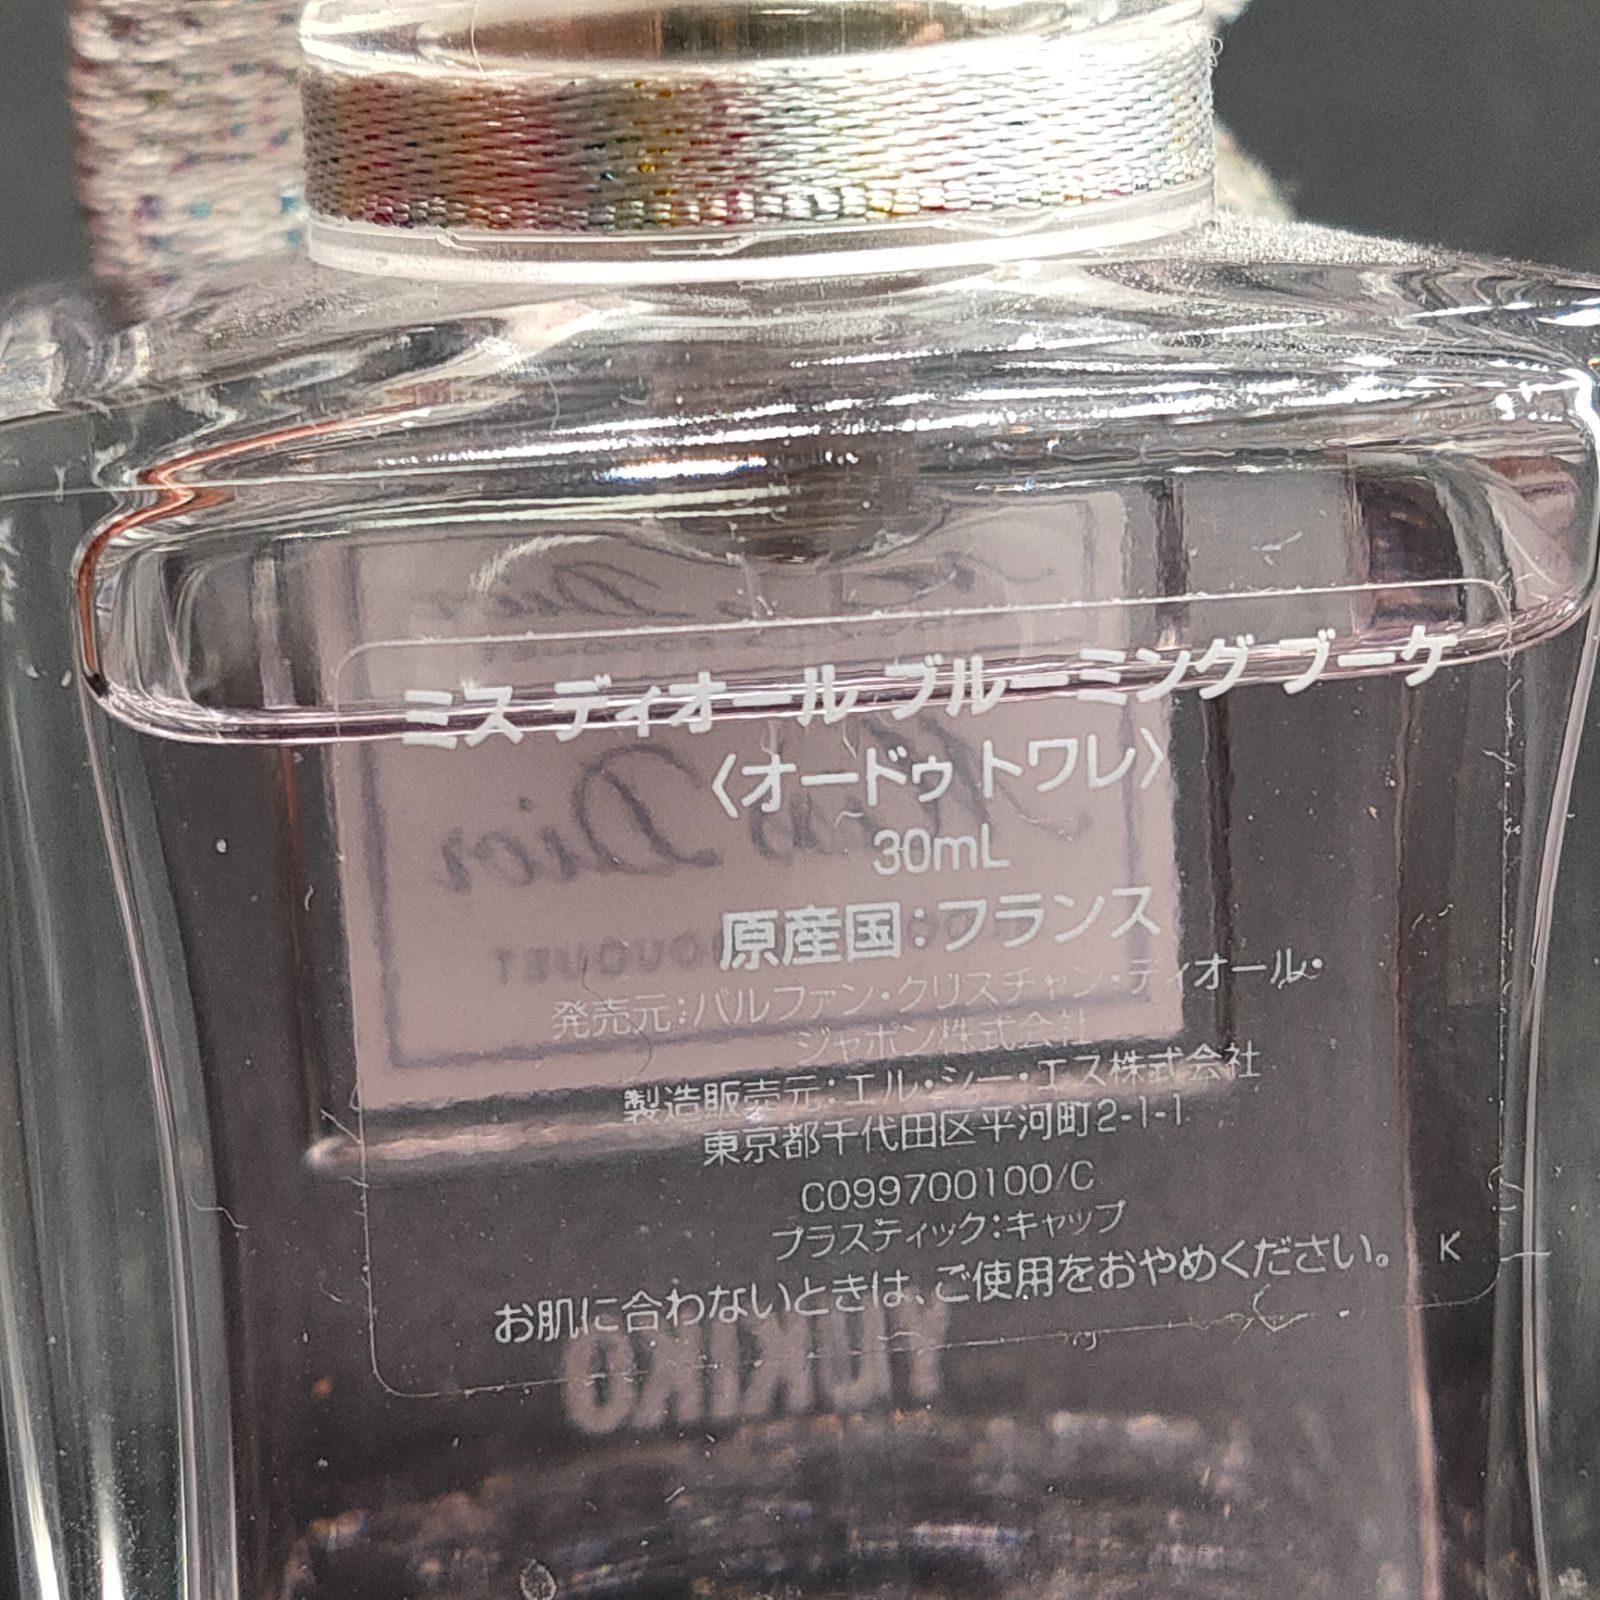 ミス ディオール ブルーミング ブーケ
〈オードゥ トワレ〉
30mL
原産国:フランス
発売元:パルファン・クリスチャン・ディオール・
ジャポン株式会社
製造販売元:エル・シー・エス株式会社
東京都千代田区平河町2-1-1
C099700100/C
プラスティック:キャップ
お肌に合わないときは、ご使用をおやめください。
K
Miss Dior
BOUQUET
YUKIKO